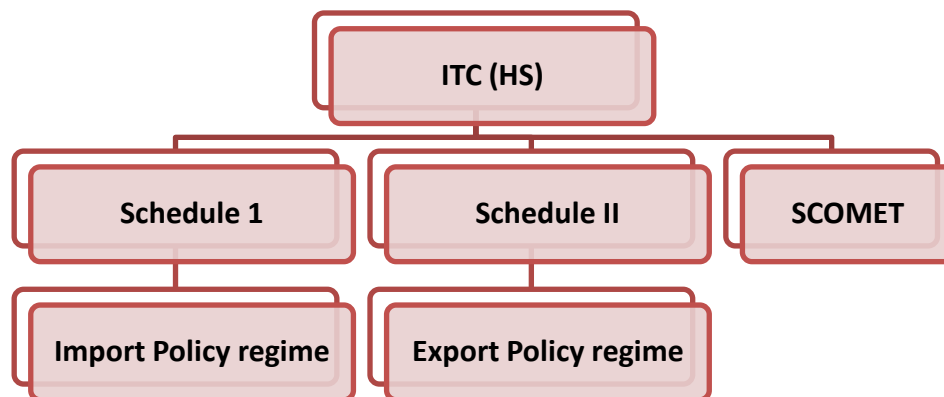 ITC (HS)
Schedule 1
Schedule II
SCOMET
Import Policy regime
Export Policy regime